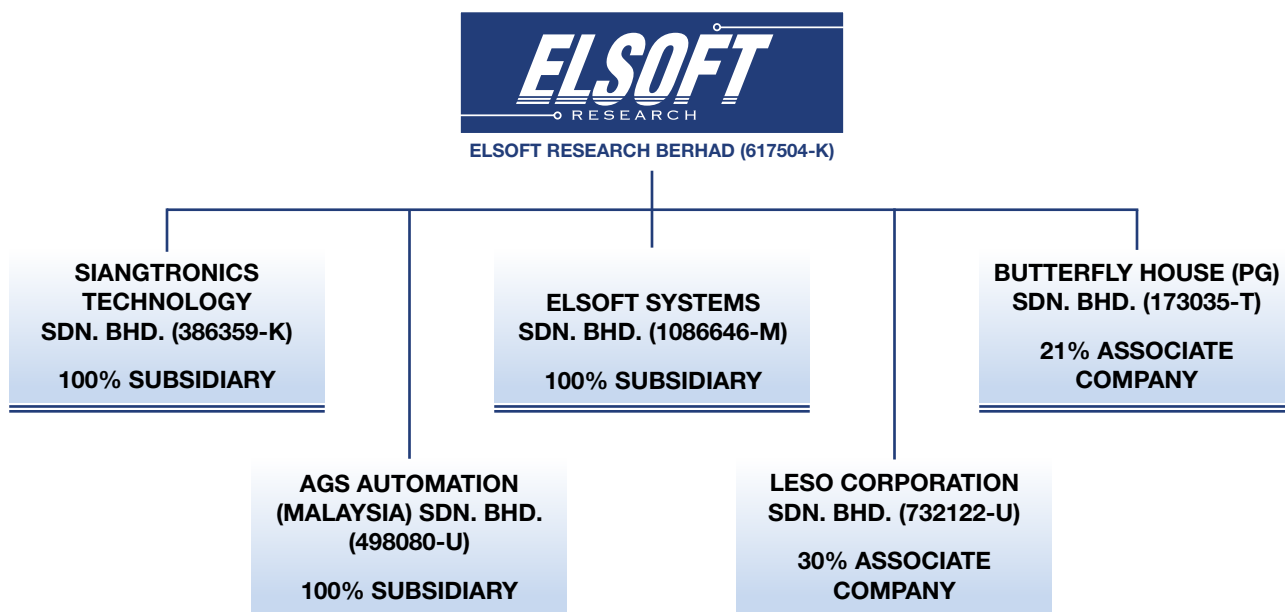 ELSOFT
RESEARCH
ELSOFT RESEARCH BERHAD (617504-K)
SIANGTRONICS
TECHNOLOGY
SDN. BHD. (386359-K)
100% SUBSIDIARY
ELSOFT SYSTEMS
SDN. BHD. (1086646-M)
100% SUBSIDIARY
BUTTERFLY HOUSE (PG)
SDN. BHD. (173035-T)
21% ASSOCIATE
COMPANY
AGS AUTOMATION
(MALAYSIA) SDN. BHD.
(498080-U)
100% SUBSIDIARY
LESO CORPORATION
SDN. BHD. (732122-U)
30% ASSOCIATE
COMPANY